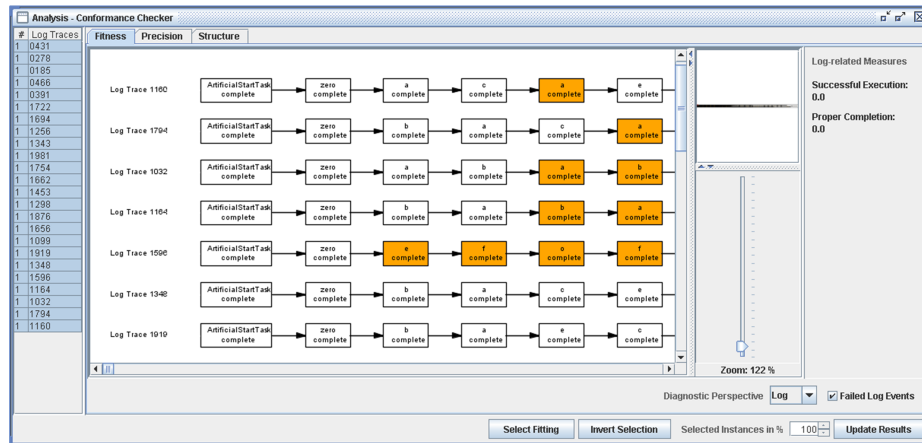 Analysis - Conformance Checker
# Log Traces
1 0431
1 0278
1 0185
1 0466
1 0391
1 1722
1 1694
1 1256
1 1343
1 1981
1 1754
1 1662
1 1453
1 1298
1 1876
1 1656
1 1099
1 1919
1 1348
1 1596
1 1164
1 1032
1 1794
1 1160
Fitness Precision Structure
Log Trace 1160 ArtificialStartTask complete zero complete a complete c complete a complete e complete
Log Trace 1794 ArtificialStartTask complete zero complete b complete a complete c complete a complete
Log Trace 1032 ArtificialStartTask complete zero complete a complete b complete a complete b complete
Log Trace 1164 ArtificialStartTask complete zero complete b complete a complete b complete a complete
Log Trace 1596 ArtificialStartTask complete zero complete e complete f complete o complete f complete
Log Trace 1348 ArtificialStartTask complete zero complete b complete a complete c complete e complete
Log Trace 1919 ArtificialStartTask complete zero complete b complete a complete e complete c complete
Zoom: 122 %
Log-related Measures
Successful Execution:
0.0
Proper Completion:
0.0
Diagnostic Perspective Log Failed Log Events
Select Fitting Invert Selection Selected Instances in % 100 Update Results